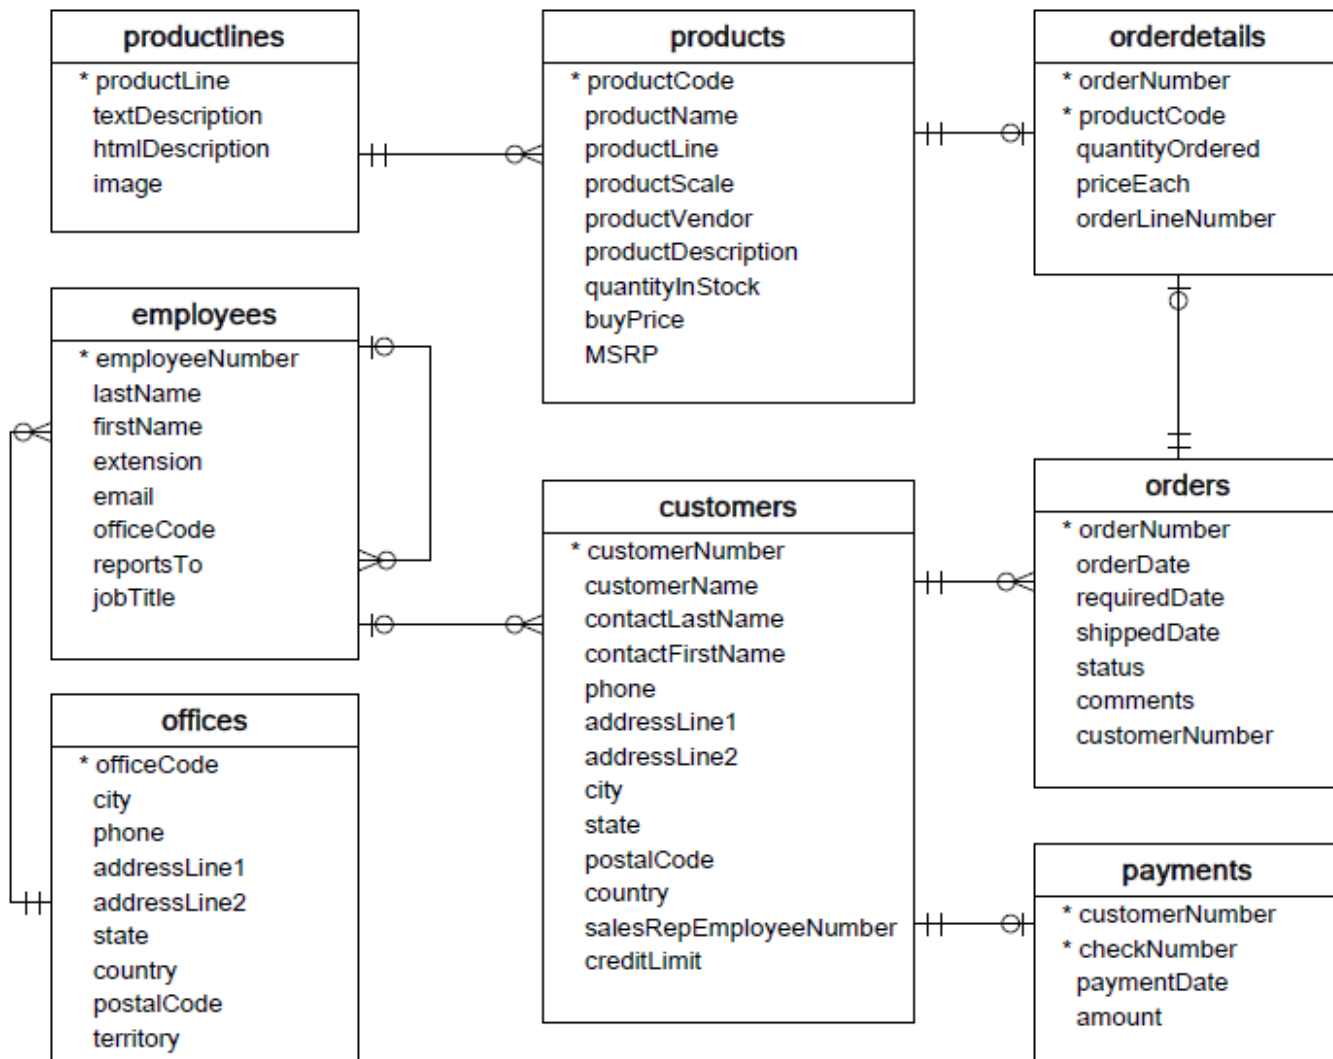 productlines
* productLine
textDescription
htmlDescription
image
products
* productCode
productName
productLine
productScale
productVendor
productDescription
quantityInStock
buyPrice
MSRP
orderdetails
* orderNumber
* productCode
quantityOrdered
priceEach
orderLineNumber
employees
* employeeNumber
lastName
firstName
extension
email
officeCode
reportsTo
jobTitle
customers
* customerNumber
customerName
contactLastName
contactFirstName
phone
addressLine1
addressLine2
city
state
postalCode
country
salesRepEmployeeNumber
creditLimit
orders
* orderNumber
orderDate
requiredDate
shippedDate
status
comments
customerNumber
offices
* officeCode
city
phone
addressLine1
addressLine2
state
country
postalCode
territory
payments
* customerNumber
* checkNumber
paymentDate
amount